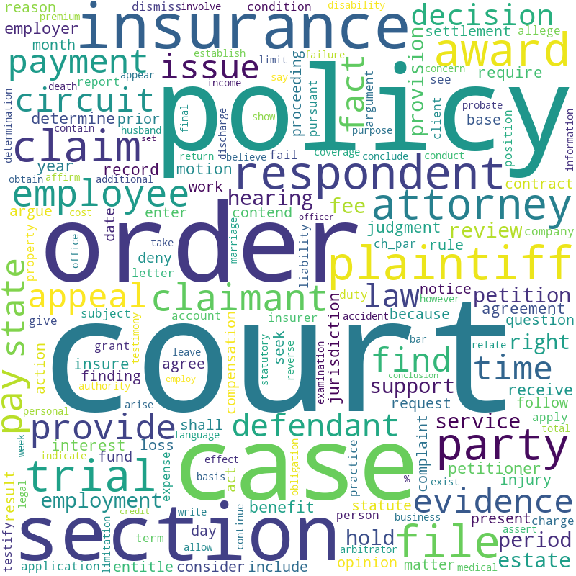 reason premium involve dismiss condition disability allege
employer insurance decision
month payment issue settlement award
appear report establish limit failure concern
death income say require
circuit fact provision
determination contain husband determine prior proceeding pursuant argument see client base
policy
probate information
claim set record final discharge show purpose position
obtain additional return believe fail coverage conclude conduct
affirm motion respondent
employee year work hearing officer contract
argue cost date enter contend fee attorney
property office deny take marriage liability judgment review company
order letter ch_par rule
plaintiff
appeal claimant law notice petition
give subject account insurer duty however because agreement question
grant compensation accident
pay state testimony leave agree statutory seek reverse jurisdiction bar relate find right
action insure examination conclusion time
authority finding employ support request receive
court
personal arise language shall defendant confine
week interest loss act effect obligation practice complaint service follow
indicate fund basis apply total
provide trial expense case party
result legal employment credit write benefit statute petitioner injury exist
testify term continue % person business present assert charge
section limitation day allow hold file period
application entitle consider include opinion arbitrator matter medical estate evidence